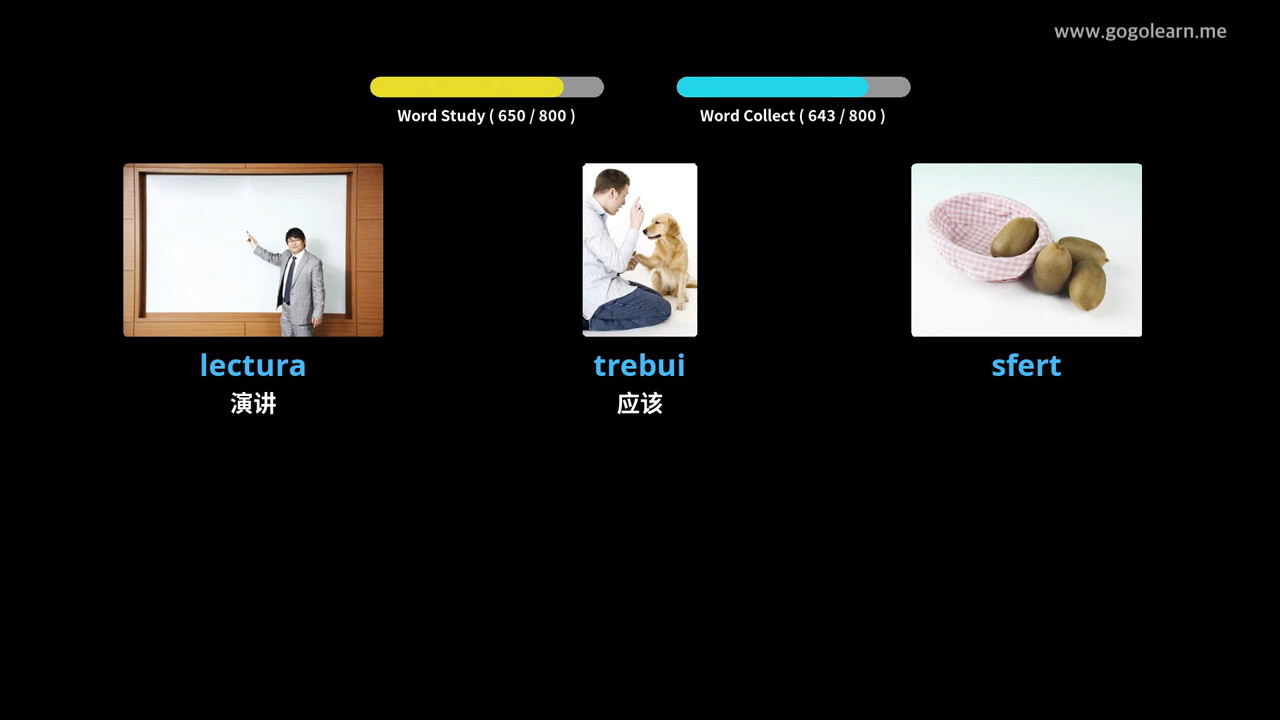 www.gogolearn.me
Word Study ( 650 / 800 )
Word Collect ( 643 / 800 )
lectura
trebui
sfert
演讲
应该